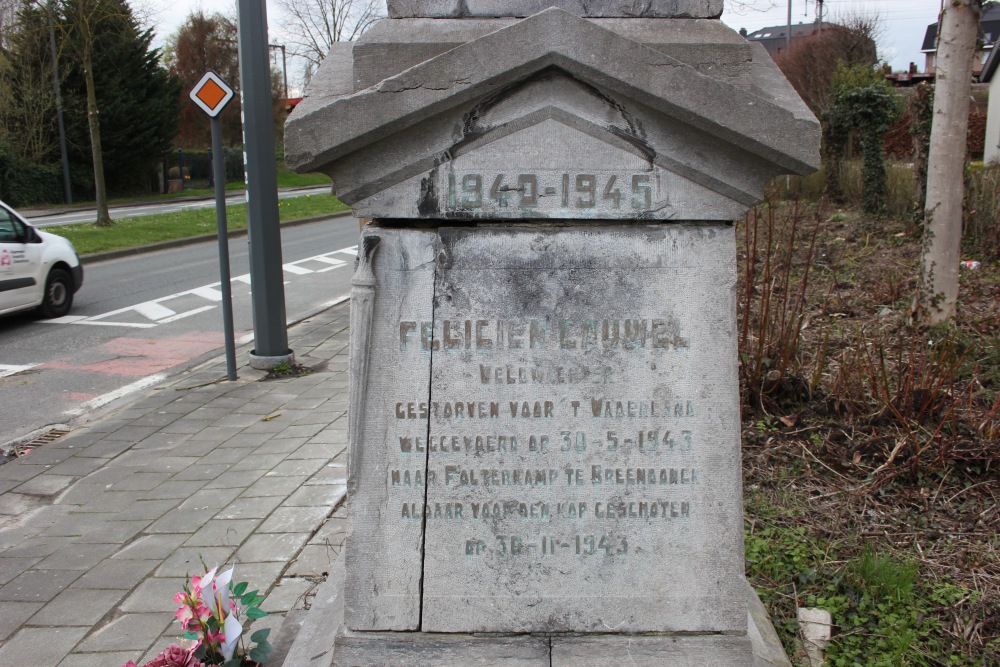 1940-1945
FELICIEN CAUWEL
VELDWACHTER
GESTORVEN VOOR 'T VADERLAND
WEGGEVOERD OP 30-5-1943
NAAR FOLTERKAMP TE BREENDONCK
ALDAAR VOOR DEN KOP GESCHOTEN
OP 30-11-1943